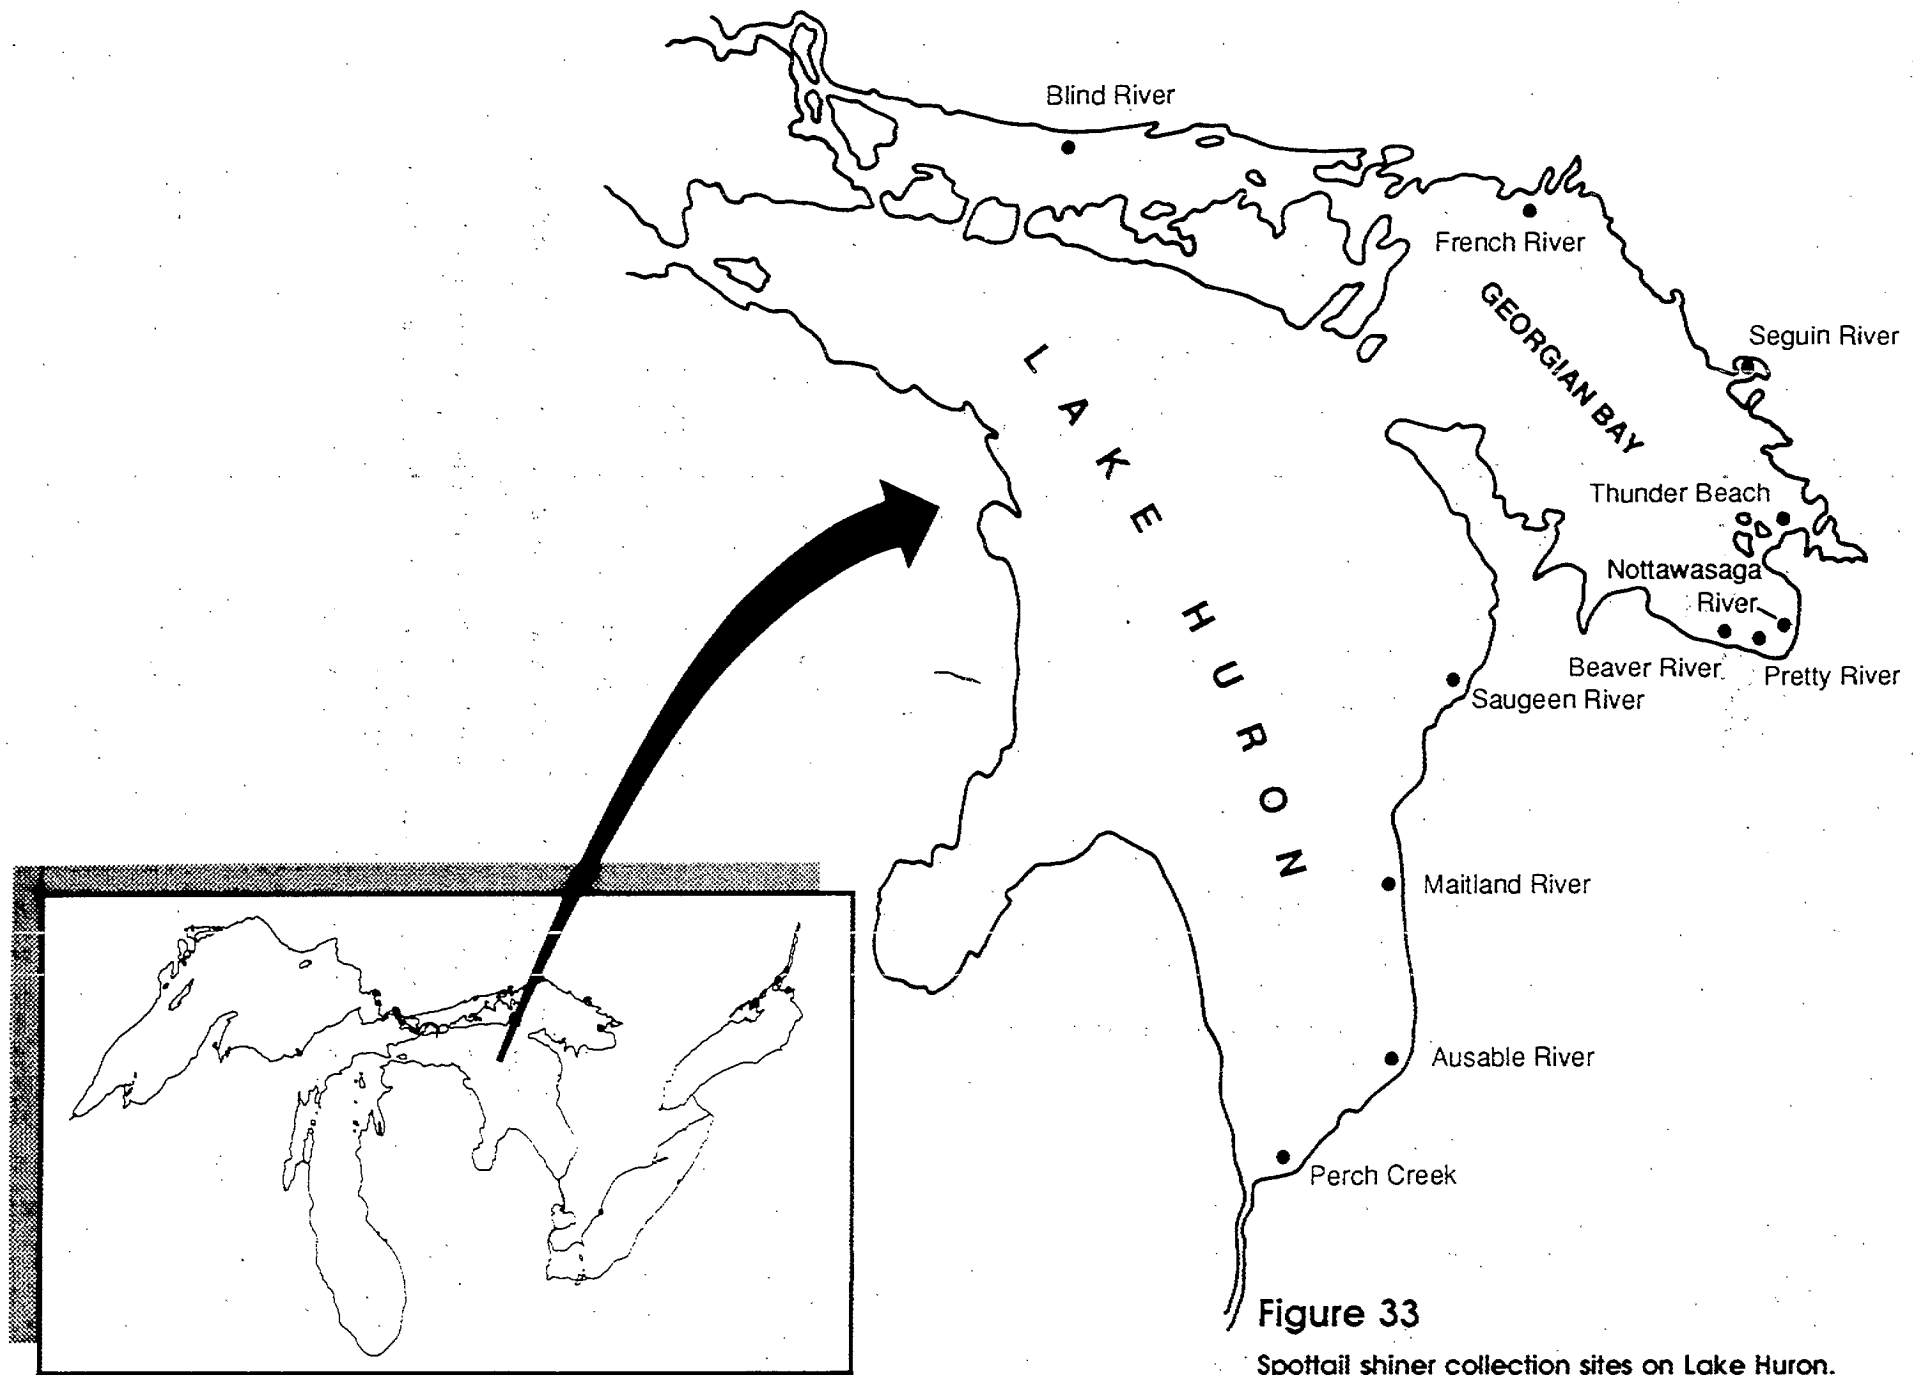 Blind River
French River
GEORGIAN BAY
Seguin River
LAKE HURON
Thunder Beach
Nottawasaga
River
Beaver River
Pretty River
Saugeen River
Maitland River
Ausable River
Perch Creek
Figure 33
Spottail shiner collection sites on Lake Huron.